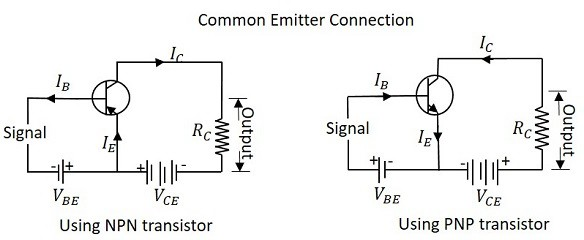 Common Emitter Connection
I_C
I_B
Signal
I_E
R_C
Output
- + + -
V_BE
V_CE
Using NPN transistor
I_C
I_B
Signal
I_E
R_C
Output
+ - - +
V_BE
V_CE
Using PNP transistor